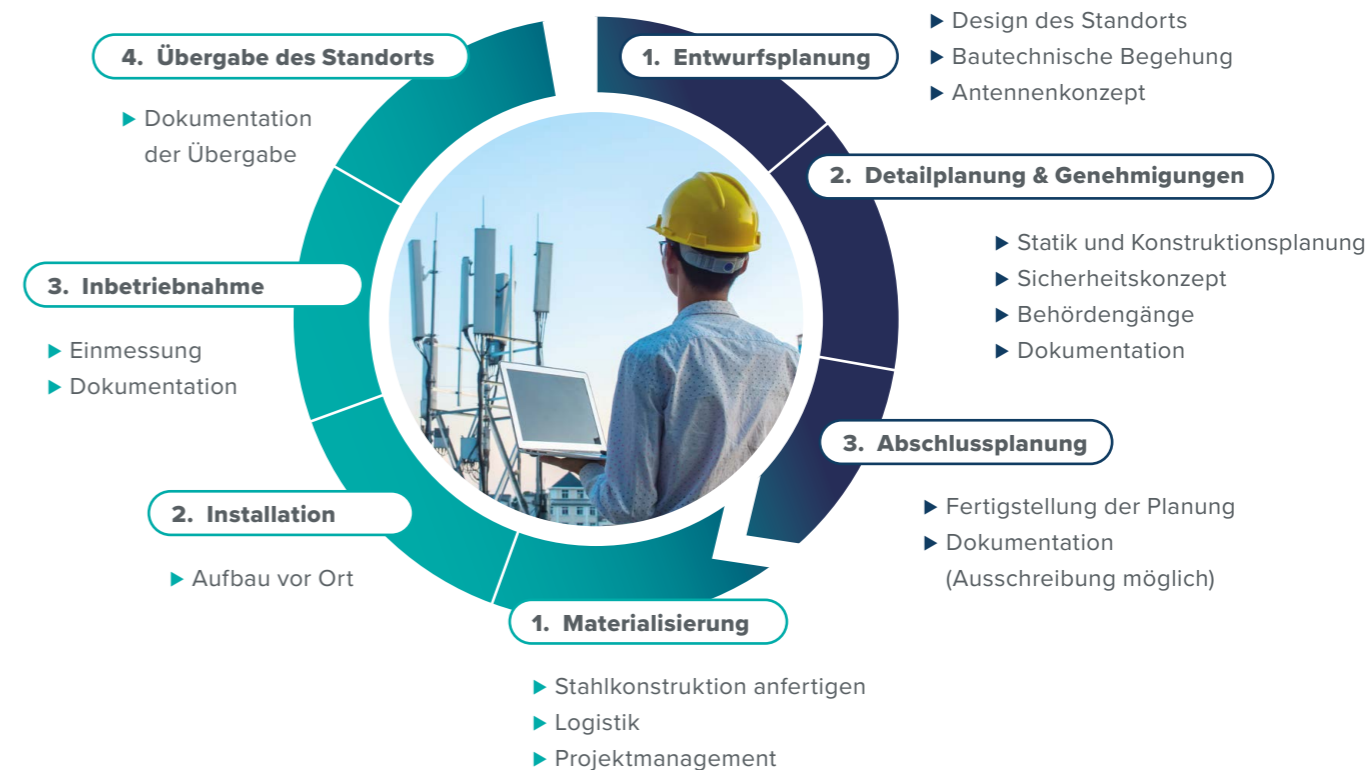 1. Entwurfsplanung
▶ Design des Standorts
▶ Bautechnische Begehung
▶ Antennenkonzept
2. Detailplanung & Genehmigungen
▶ Statik und Konstruktionsplanung
▶ Sicherheitskonzept
▶ Behördengänge
▶ Dokumentation
3. Abschlussplanung
▶ Fertigstellung der Planung
▶ Dokumentation
(Ausschreibung möglich)
1. Materialisierung
▶ Stahlkonstruktion anfertigen
▶ Logistik
▶ Projektmanagement
2. Installation
▶ Aufbau vor Ort
3. Inbetriebnahme
▶ Einmessung
▶ Dokumentation
4. Übergabe des Standorts
▶ Dokumentation
der Übergabe